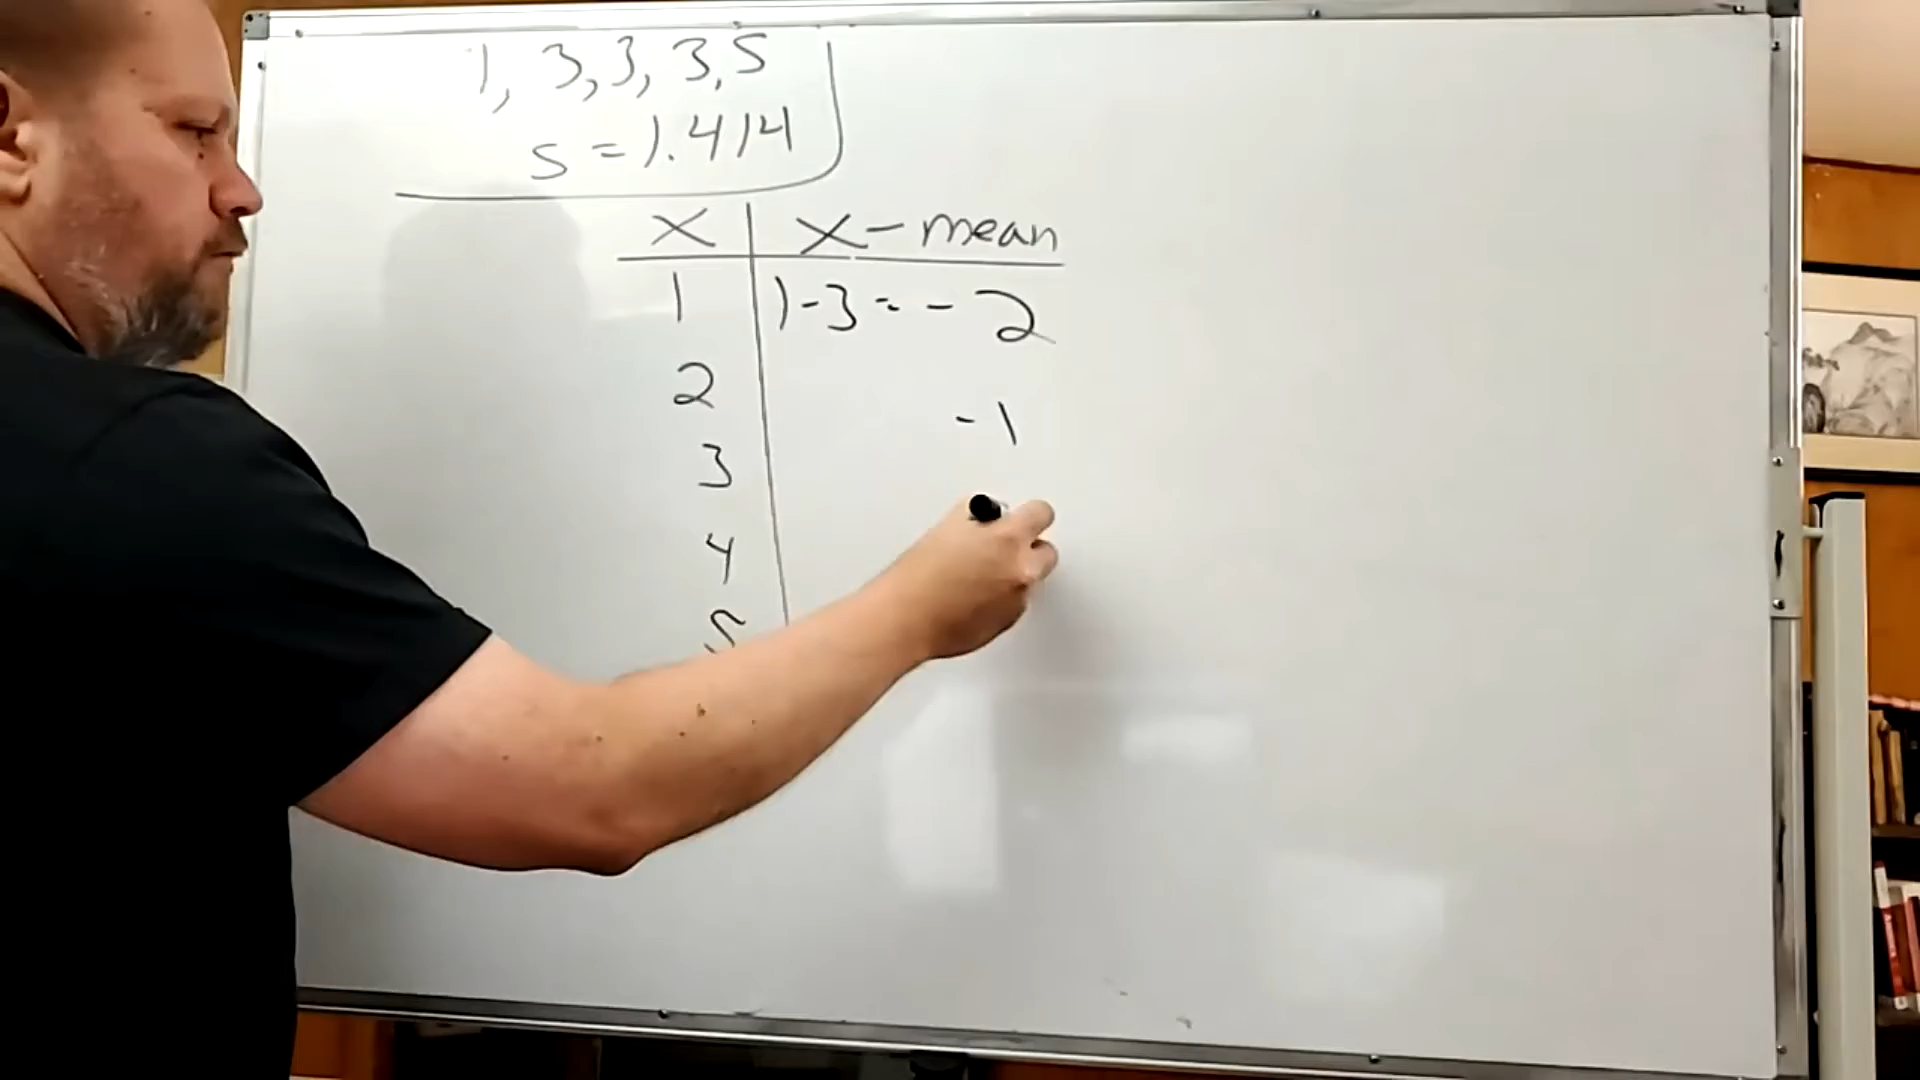 1, 3, 3, 3, 5
s = 1.414
X X - mean
1 1 - 3 = - 2
2 - 1
3
4
5